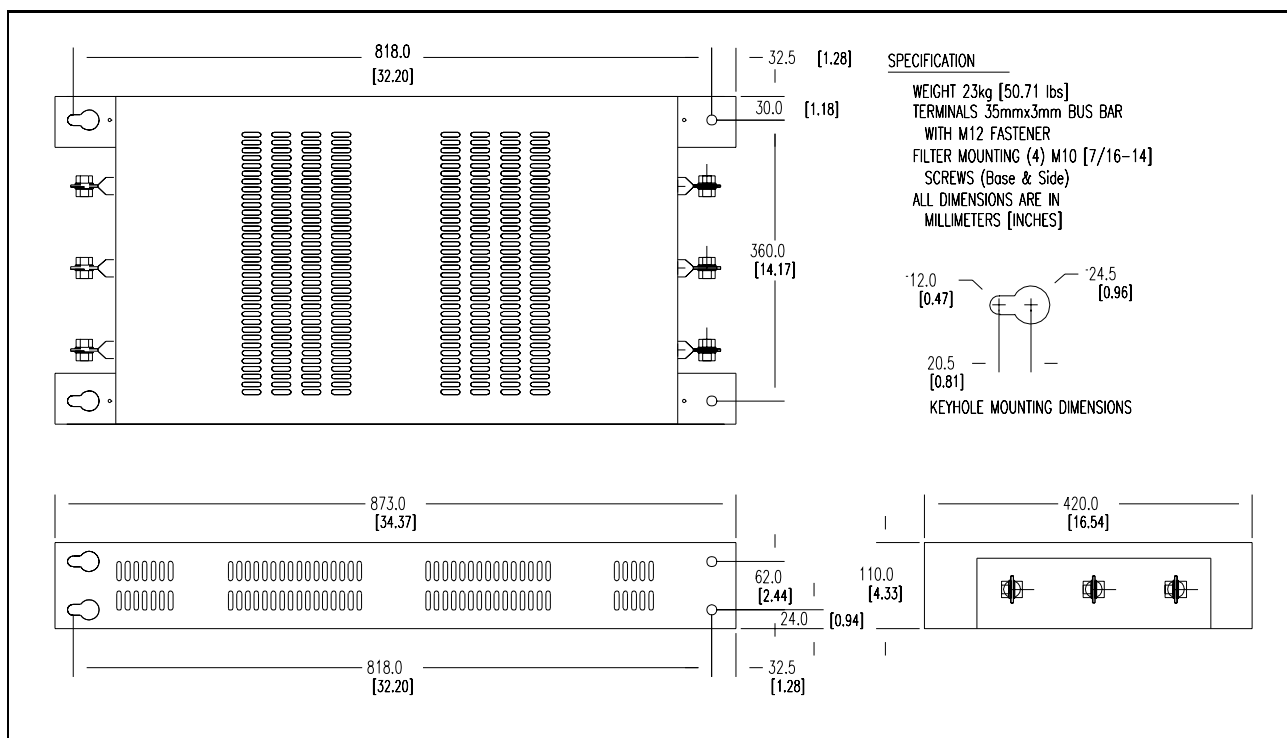 818.0
[32.20]
32.5 [1.28]
30.0 [1.18]
360.0
[14.17]
SPECIFICATION
WEIGHT 23kg [50.71 lbs]
TERMINALS 35mmx3mm BUS BAR
WITH M12 FASTENER
FILTER MOUNTING (4) M10 [7/16-14]
SCREWS (Base & Side)
ALL DIMENSIONS ARE IN
MILLIMETERS [INCHES]
12.0
[0.47]
24.5
[0.96]
20.5
[0.81]
KEYHOLE MOUNTING DIMENSIONS
873.0
[34.37]
420.0
[16.54]
62.0
[2.44]
24.0 [0.94]
110.0
[4.33]
818.0
[32.20]
32.5
[1.28]